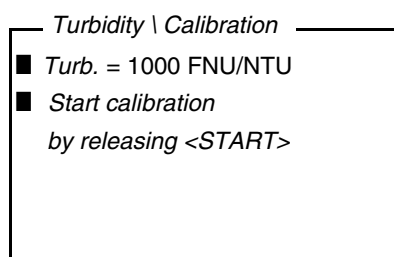 Turbidity \ Calibration
■ Turb. = 1000 FNU/NTU
■ Start calibration
by releasing <START>